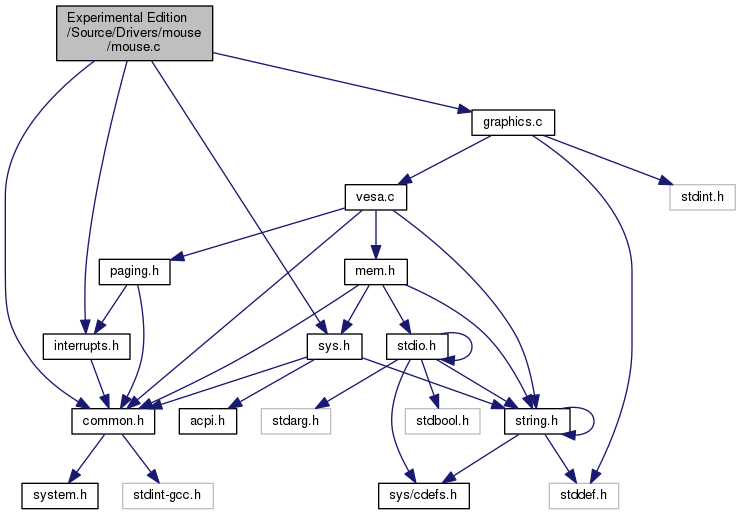 Experimental Edition
/Source/Drivers/mouse
/mouse.c
graphics.c
vesa.c
stdint.h
paging.h
mem.h
interrupts.h
sys.h
stdio.h
common.h
acpi.h
stdarg.h
stdbool.h
string.h
system.h
stdint-gcc.h
sys/cdefs.h
stddef.h